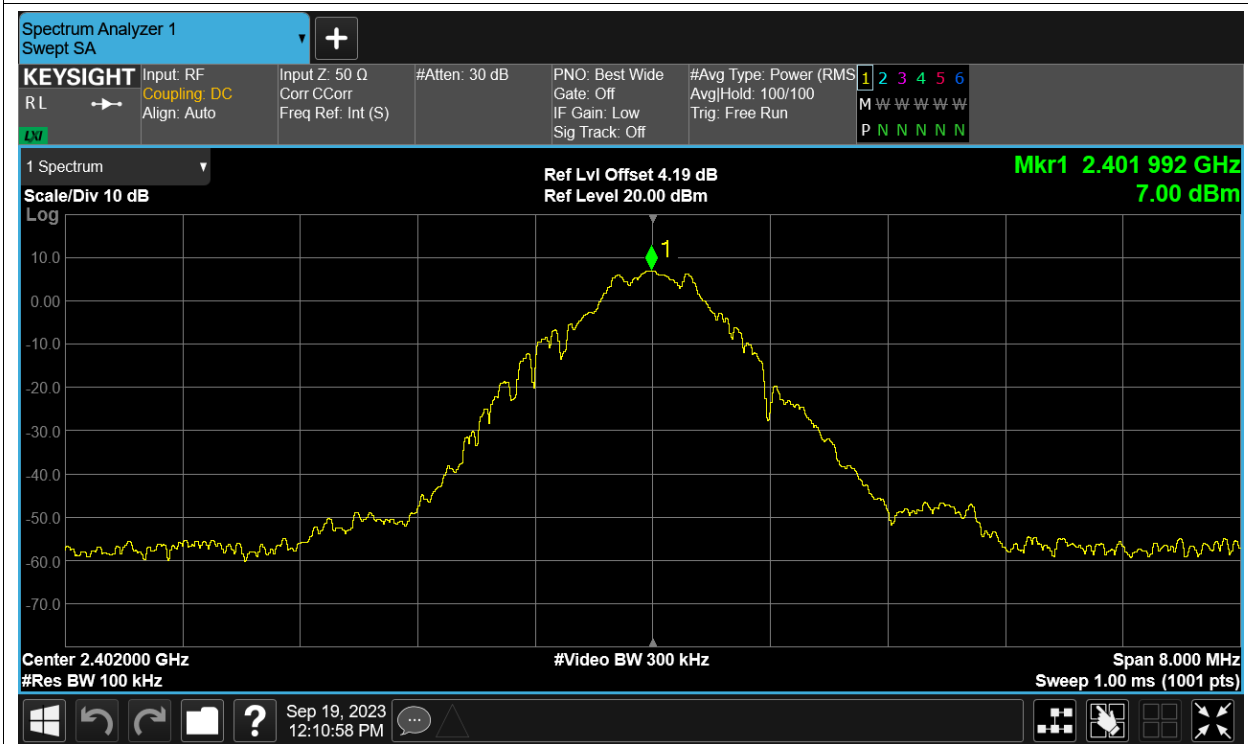 Spectrum Analyzer 1
Swept SA
KEYSIGHT
RL
LXI
Input: RF
Coupling: DC
Align: Auto
Input Z: 50 Ω
Corr CCorr
Freq Ref: Int (S)
#Atten: 30 dB
PNO: Best Wide
Gate: Off
IF Gain: Low
Sig Track: Off
#Avg Type: Power (RMS
Avg|Hold: 100/100
Trig: Free Run
1 2 3 4 5 6
M W W W W W
P N N N N N
1 Spectrum
Scale/Div 10 dB
Log
Ref Lvl Offset 4.19 dB
Ref Level 20.00 dBm
Mkr1 2.401 992 GHz
7.00 dBm
1
10.0
0.00
-10.0
-20.0
-30.0
-40.0
-50.0
-60.0
-70.0
Center 2.402000 GHz
#Res BW 100 kHz
#Video BW 300 kHz
Span 8.000 MHz
Sweep 1.00 ms (1001 pts)
?
Sep 19, 2023
12:10:58 PM